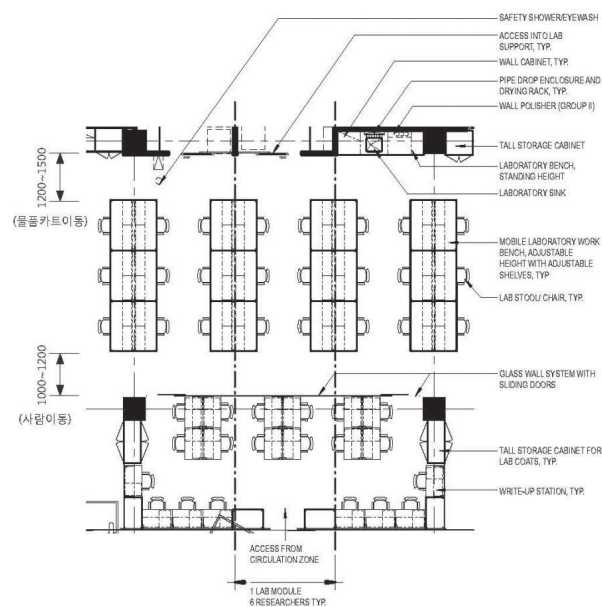 SAFETY SHOWER/EYEWASH
ACCESS INTO LAB
SUPPORT, TYP.
WALL CABINET, TYP.
PIPE DROP ENCLOSURE AND
DRYING RACK, TYP.
WALL POLISHER (GROUP II)
TALL STORAGE CABINET
LABORATORY BENCH,
STANDING HEIGHT
LABORATORY SINK
1200~1500
(물품카트이동)
MOBILE LABORATORY WORK
BENCH, ADJUSTABLE
HEIGHT WITH ADJUSTABLE
SHELVES, TYP
LAB STOOL/ CHAIR, TYP.
1000~1200
(사람이동)
GLASS WALL SYSTEM WITH
SLIDING DOORS
TALL STORAGE CABINET FOR
LAB COATS, TYP.
WRITE-UP STATION, TYP.
ACCESS FROM
CIRCULATION ZONE
1 LAB MODULE
6 RESEARCHERS TYP.